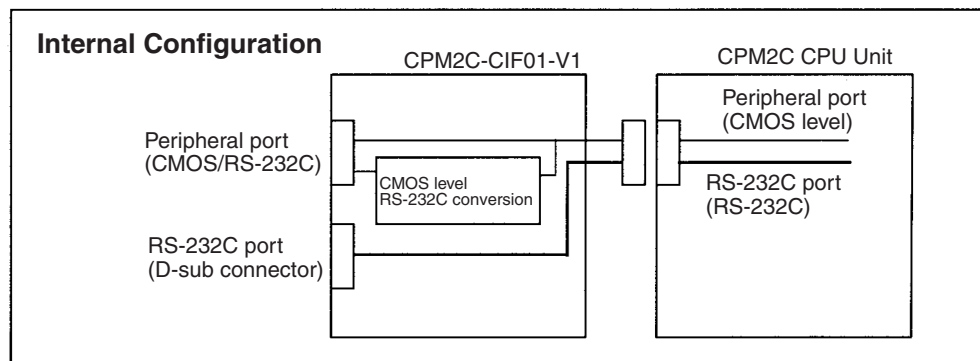 Internal Configuration
CPM2C-CIF01-V1
CPM2C CPU Unit
Peripheral port
(CMOS/RS-232C)
CMOS level
RS-232C conversion
RS-232C port
(D-sub connector)
Peripheral port
(CMOS level)
RS-232C port
(RS-232C)